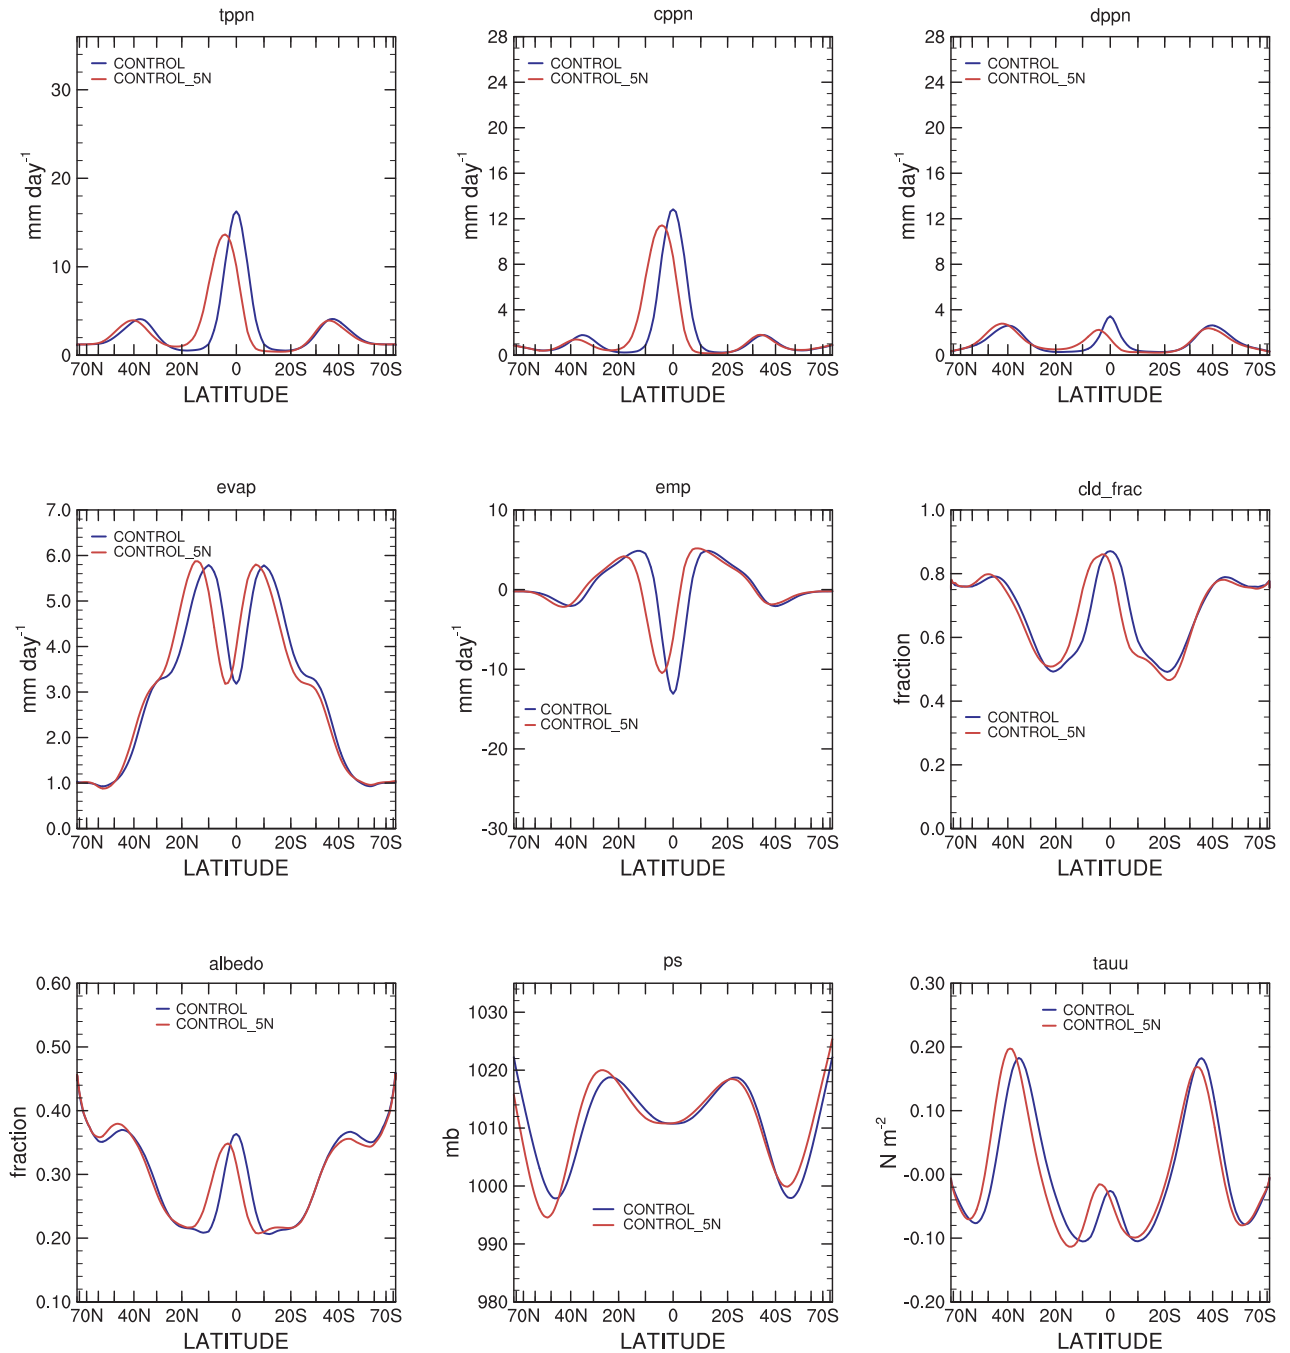 tppn
cppn
dppn
CONTROL
CONTROL_5N
CONTROL
CONTROL_5N
CONTROL
CONTROL_5N
mm day-1
30
20
10
0
70N 40N 20N 0 20S 40S 70S
LATITUDE
mm day-1
28
24
20
16
12
8
4
0
70N 40N 20N 0 20S 40S 70S
LATITUDE
mm day-1
28
24
20
16
12
8
4
0
70N 40N 20N 0 20S 40S 70S
LATITUDE
evap
emp
cld_frac
CONTROL
CONTROL_5N
mm day-1
7.0
6.0
5.0
4.0
3.0
2.0
1.0
0.0
70N 40N 20N 0 20S 40S 70S
LATITUDE
CONTROL
CONTROL_5N
mm day-1
10
0
-10
-20
-30
70N 40N 20N 0 20S 40S 70S
LATITUDE
CONTROL
CONTROL_5N
fraction
1.0
0.8
0.6
0.4
0.2
0.0
70N 40N 20N 0 20S 40S 70S
LATITUDE
albedo
ps
tauu
CONTROL
CONTROL_5N
fraction
0.60
0.50
0.40
0.30
0.20
0.10
70N 40N 20N 0 20S 40S 70S
LATITUDE
CONTROL
CONTROL_5N
mb
1030
1020
1010
1000
990
980
70N 40N 20N 0 20S 40S 70S
LATITUDE
CONTROL
CONTROL_5N
N m-2
0.30
0.20
0.10
-0.00
-0.10
-0.20
70N 40N 20N 0 20S 40S 70S
LATITUDE